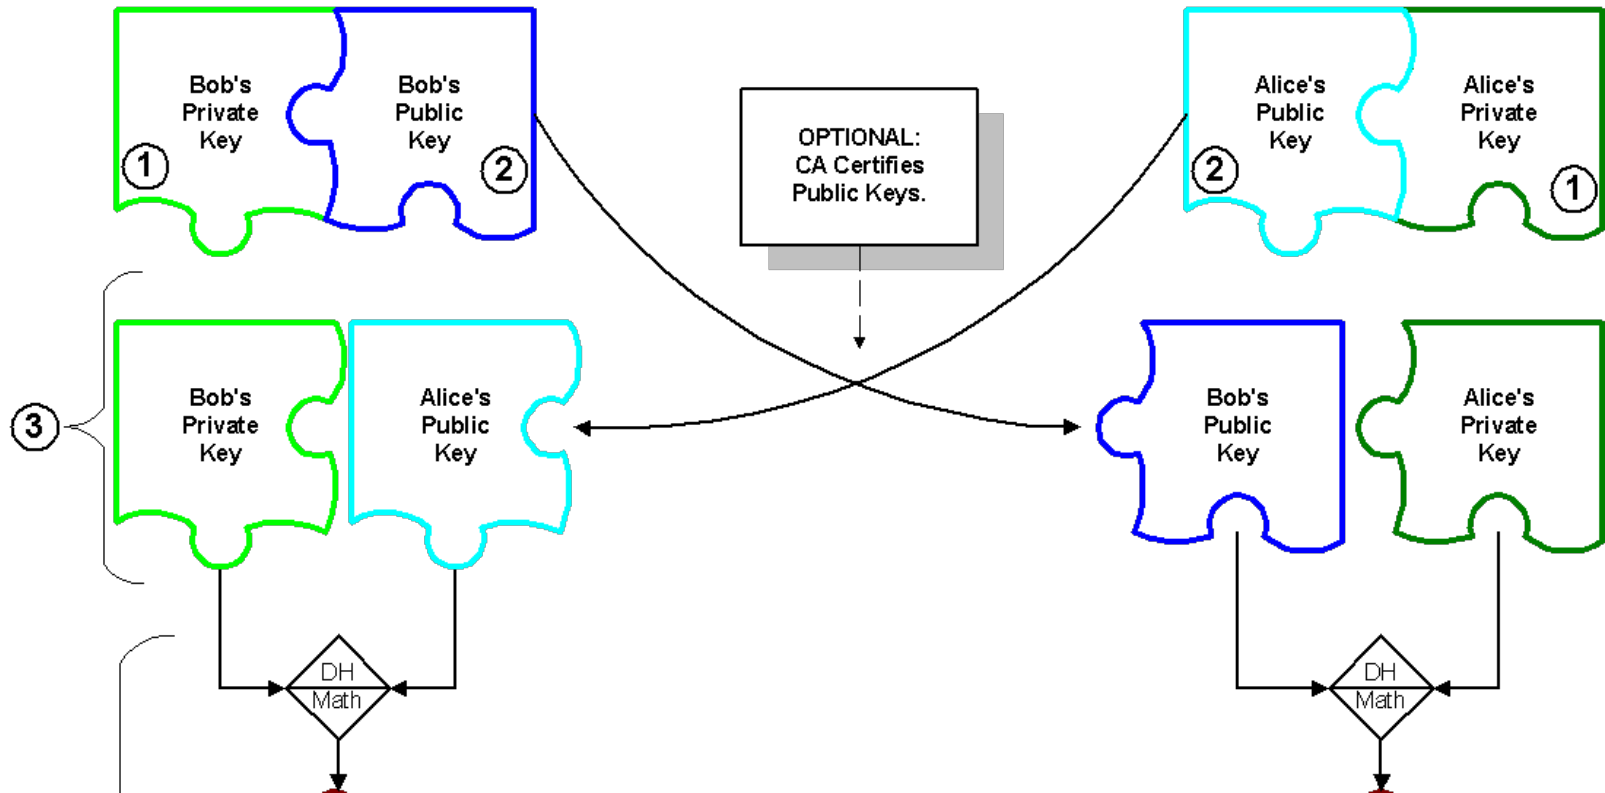 Bob's
Private
Key
1
Bob's
Public
Key
2
OPTIONAL:
CA Certifies
Public Keys.
Alice's
Public
Key
2
Alice's
Private
Key
1
3
Bob's
Private
Key
Alice's
Public
Key
Bob's
Public
Key
Alice's
Private
Key
DH
Math
DH
Math